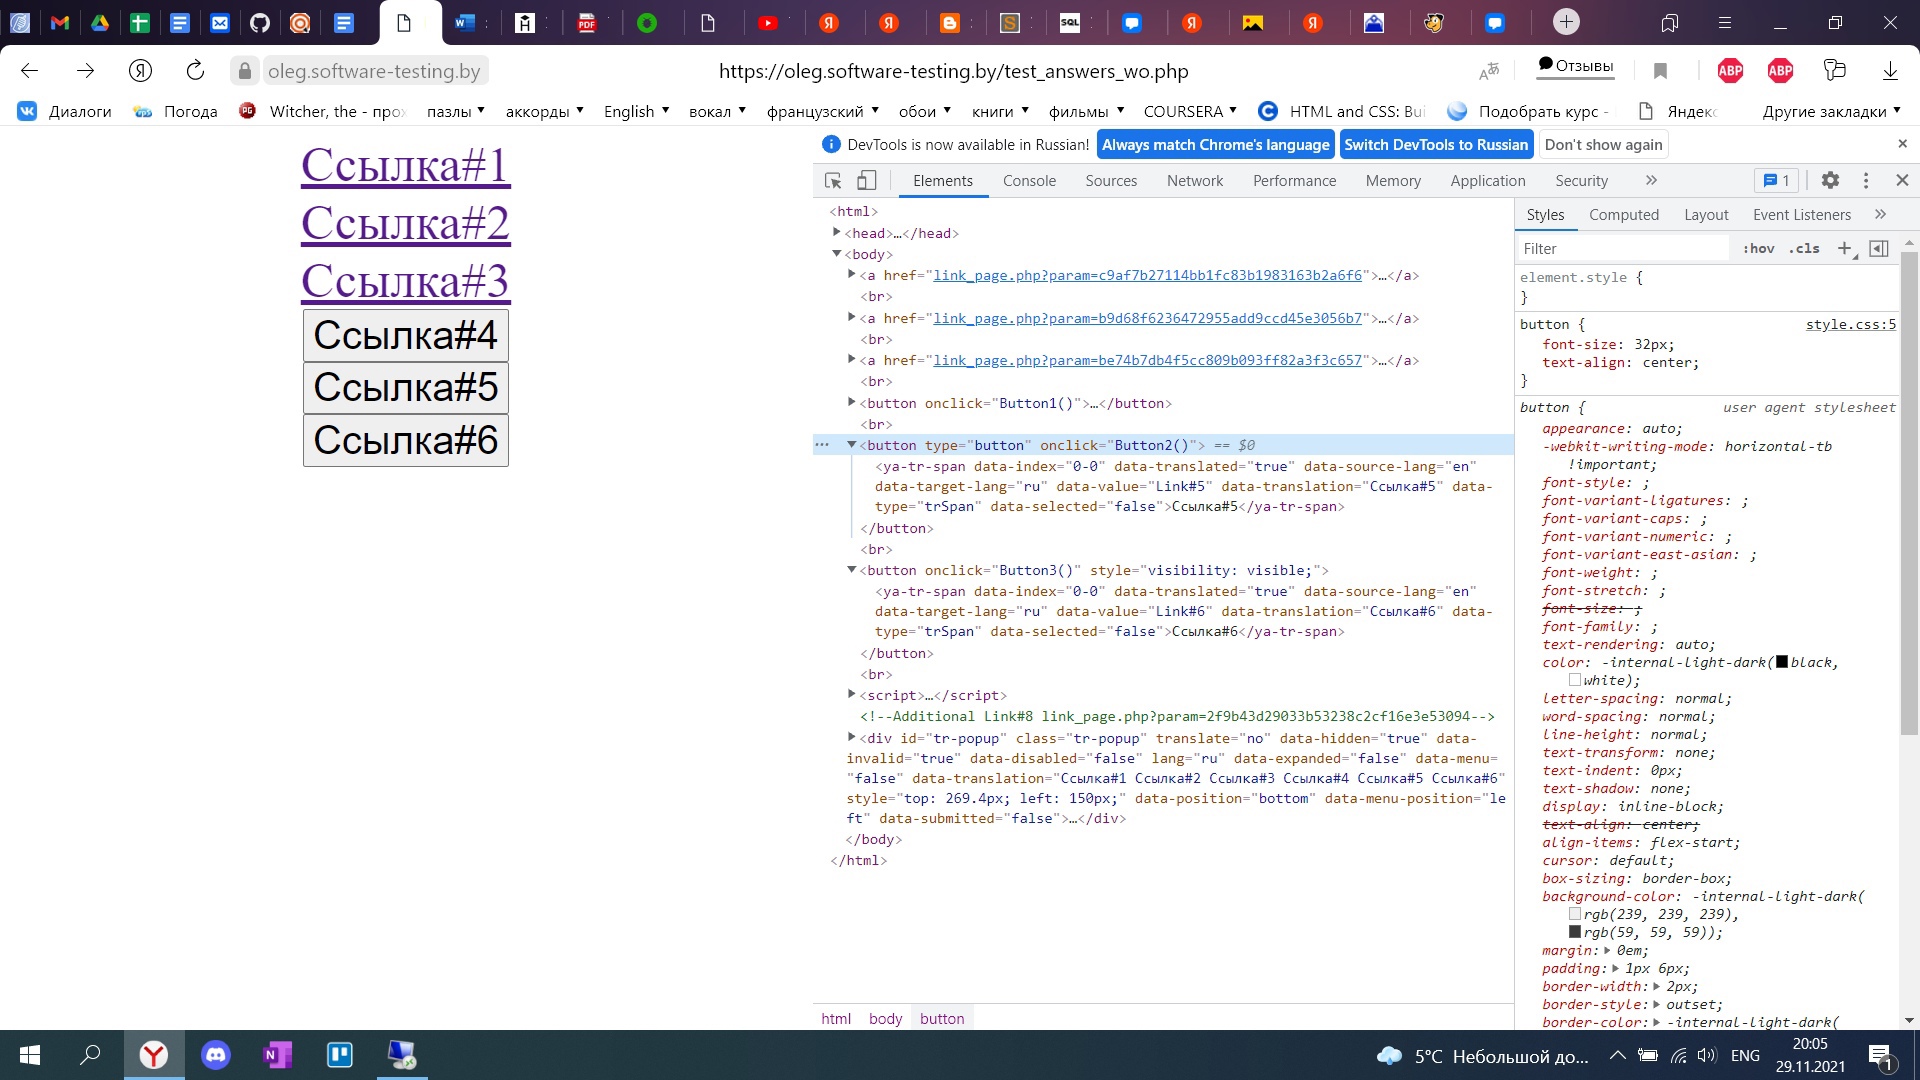 oleg.software-testing.by
https://oleg.software-testing.by/test_answers_wo.php
Отзывы
Диалоги Погода Witcher, the - про пазлы аккорды English вокал французский обои книги фильмы COURSERA HTML and CSS: Bui Подобрать курс - Яндекс Другие закладки
Ссылка#1
Ссылка#2
Ссылка#3
Ссылка#4
Ссылка#5
Ссылка#6
DevTools is now available in Russian! Always match Chrome's language Switch DevTools to Russian Don't show again
Elements Console Sources Network Performance Memory Application Security 1
<html>
<head>…</head>
<body>
<a href="link_page.php?param=c9af7b27114bb1fc83b1983163b2a6f6">…</a>
<br>
<a href="link_page.php?param=b9d68f6236472955add9ccd45e3056b7">…</a>
<br>
<a href="link_page.php?param=be74b7db4f5cc809b093ff82a3f3c657">…</a>
<br>
<button onclick="Button1()">…</button>
<br>
<button type="button" onclick="Button2()"> == $0
<ya-tr-span data-index="0-0" data-translated="true" data-source-lang="en"
data-target-lang="ru" data-value="Link#5" data-translation="Ссылка#5" data-
type="trSpan" data-selected="false">Ссылка#5</ya-tr-span>
</button>
<br>
<button onclick="Button3()" style="visibility: visible;">
<ya-tr-span data-index="0-0" data-translated="true" data-source-lang="en"
data-target-lang="ru" data-value="Link#6" data-translation="Ссылка#6" data-
type="trSpan" data-selected="false">Ссылка#6</ya-tr-span>
</button>
<br>
<script>…</script>
<!--Additional Link#8 link_page.php?param=2f9b43d29033b53238c2cf16e3e53094-->
<div id="tr-popup" class="tr-popup" translate="no" data-hidden="true" data-
invalid="true" data-disabled="false" lang="ru" data-expanded="false" data-menu=
"false" data-translation="Ссылка#1 Ссылка#2 Ссылка#3 Ссылка#4 Ссылка#5 Ссылка#6"
style="top: 269.4px; left: 150px;" data-position="bottom" data-menu-position="le
ft" data-submitted="false">…</div>
</body>
</html>
html body button
Styles Computed Layout Event Listeners
Filter :hov .cls
element.style {
}
button { style.css:5
font-size: 32px;
text-align: center;
}
button { user agent stylesheet
appearance: auto;
-webkit-writing-mode: horizontal-tb
!important;
font-style: ;
font-variant-ligatures: ;
font-variant-caps: ;
font-variant-numeric: ;
font-variant-east-asian: ;
font-weight: ;
font-stretch: ;
font-size: ;
font-family: ;
text-rendering: auto;
color: -internal-light-dark(black,
white);
letter-spacing: normal;
word-spacing: normal;
line-height: normal;
text-transform: none;
text-indent: 0px;
text-shadow: none;
display: inline-block;
text-align: center;
align-items: flex-start;
cursor: default;
box-sizing: border-box;
background-color: -internal-light-dark(
rgb(239, 239, 239),
rgb(59, 59, 59));
margin: 0em;
padding: 1px 6px;
border-width: 2px;
border-style: outset;
border-color: -internal-light-dark(
5°C Небольшой до... ENG
20:05
29.11.2021
1